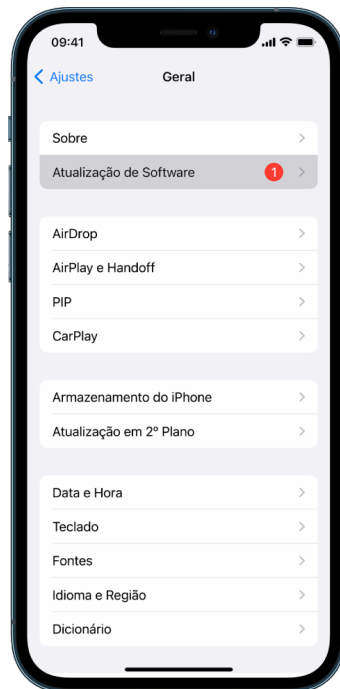 09:41
Ajustes
Geral
Sobre
Atualização de Software 1
AirDrop
AirPlay e Handoff
PIP
CarPlay
Armazenamento do iPhone
Atualização em 2º Plano
Data e Hora
Teclado
Fontes
Idioma e Região
Dicionário